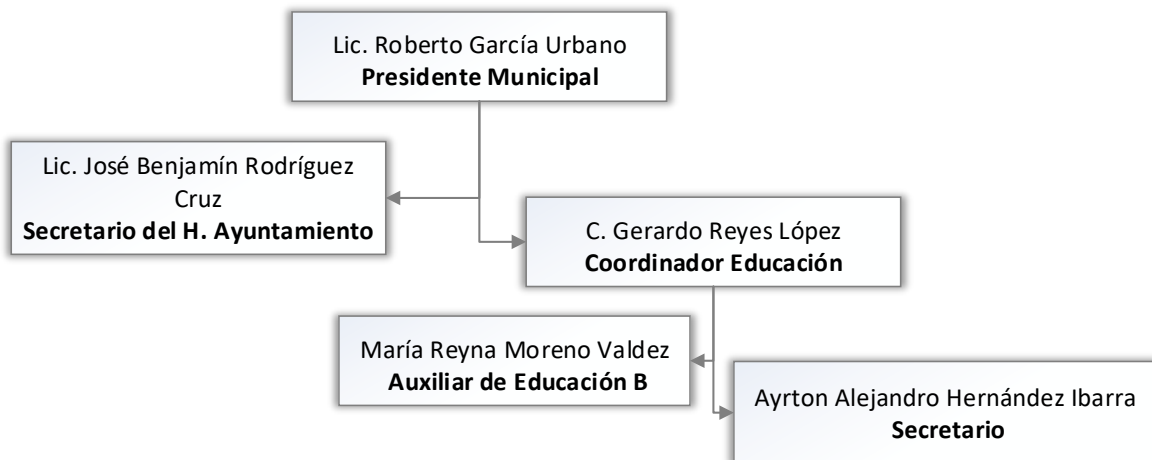 Lic. Roberto García Urbano
Presidente Municipal
Lic. José Benjamín Rodríguez
Cruz
Secretario del H. Ayuntamiento
C. Gerardo Reyes López
Coordinador Educación
María Reyna Moreno Valdez
Auxiliar de Educación B
Ayrton Alejandro Hernández Ibarra
Secretario